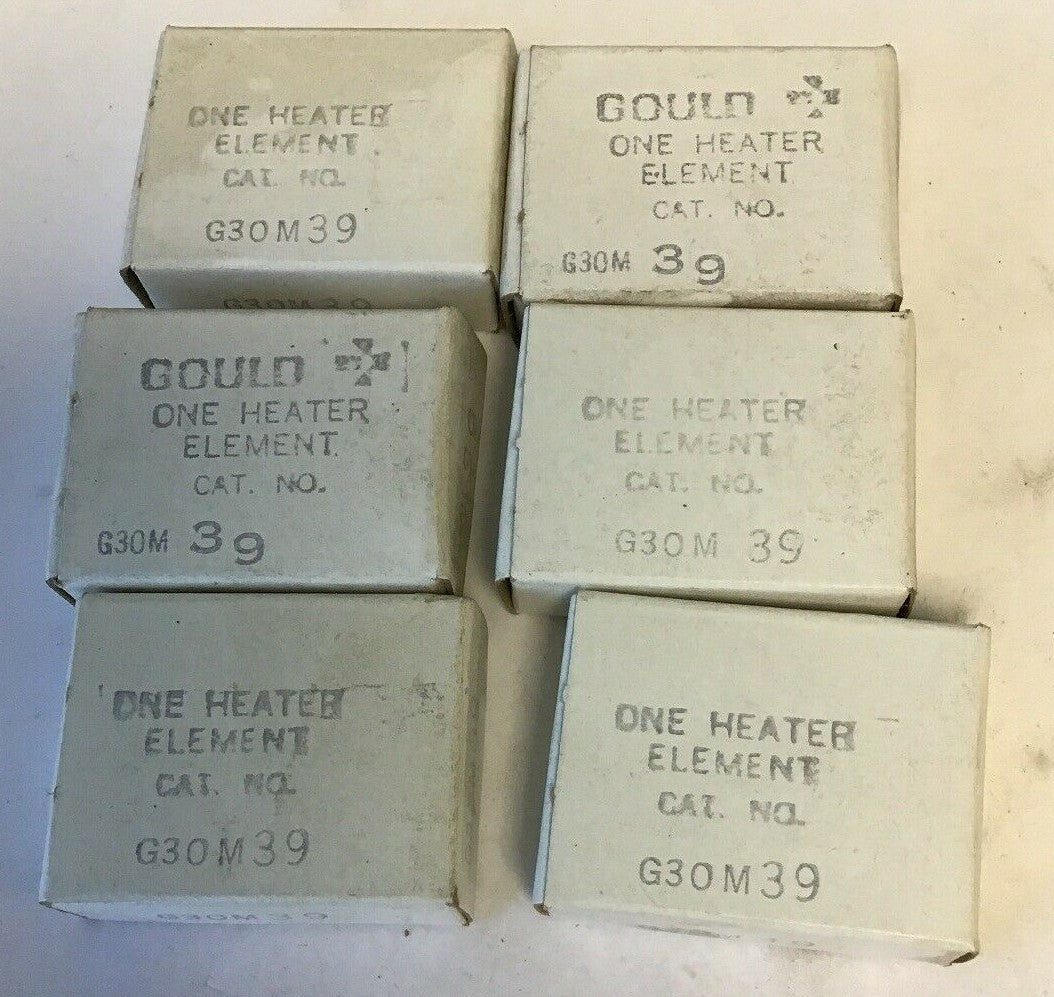 ONE HEATER
ELEMENT
CAT. NO.
G30M39
G30M39
GOULD
ONE HEATER
ELEMENT
CAT. NO.
G30M 39
GOULD
ONE HEATER
ELEMENT
CAT. NO.
G30M 39
ONE HEATER
ELEMENT
CAT. NO.
G30M 39
ONE HEATER
ELEMENT
CAT. NO.
G30M39
G30M39
ONE HEATER
ELEMENT
CAT. NO.
G30M39